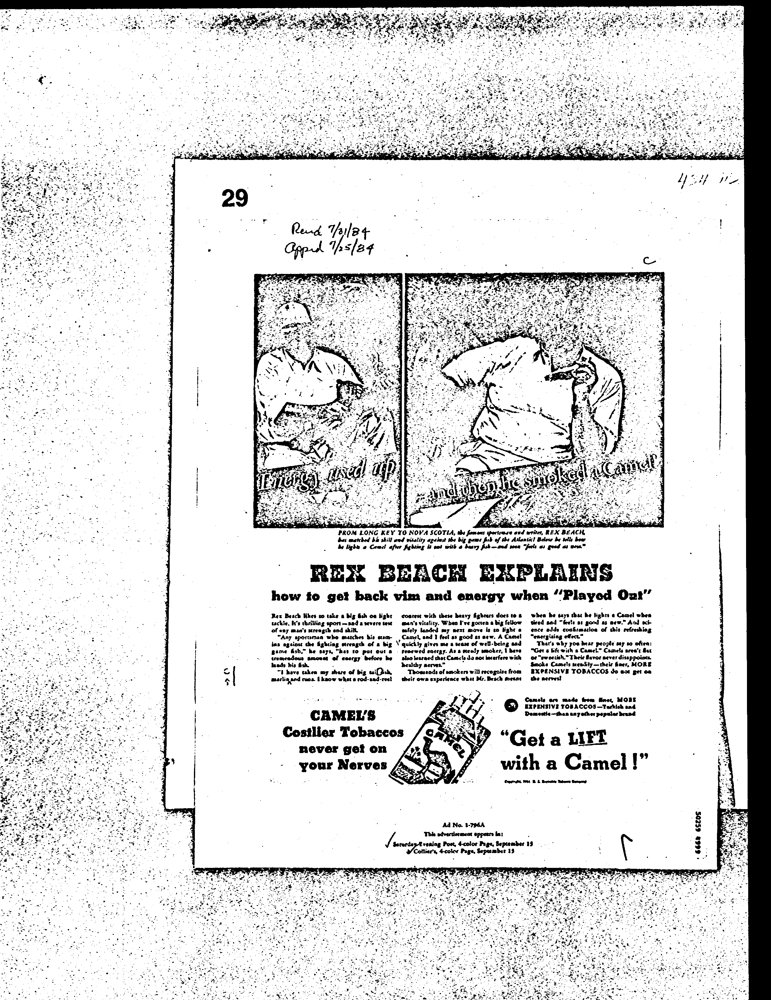 29
Recd 7/21/84
Appd 7/25/84
c
Energy used up
—and then he smoked a Camel!
FROM LONG KEY TO NOVA SCOTIA, the famous sportsman and writer, REX BEACH,
has matched his skill and vitality against the big game fish of the Atlantic! Below he tells how
he lights a Camel after fighting it out with a heavy fish—and soon "feels as good as new."
REX BEACH EXPLAINS
how to get back vim and energy when "Played Out"
Rex Beach likes to take a big fish on light
tackle. It's thrilling sport—and a severe test
of any man's strength and skill.
"Any sportsman who matches his stam-
ina against the fighting strength of a big
game fish," he says, "has to put out a
tremendous amount of energy before he
lands his fish.
"I have taken my share of big sailfish,
marlin and tuna. I know what a rod-and-reel
contest with these heavy fighters does to a
man's vitality. When I've gotten a big fellow
safely landed my next move is to light a
Camel, and I feel as good as new. A Camel
quickly gives me a sense of well-being and
renewed energy. As a steady smoker, I have
also learned that Camels do not interfere with
healthy nerves."
Thousands of smokers will recognize from
their own experience what Mr. Beach means
when he says that he lights a Camel when
tired and "feels as good as new." And sci-
ence adds confirmation of this refreshing
"energizing effect."
That's why you hear people say so often:
"Get a lift with a Camel." Camels aren't flat
or "sweetish." Their flavor never disappoints.
Smoke Camels steadily—their finer, MORE
EXPENSIVE TOBACCOS do not get on
the nerves!
CAMEL'S
Costlier Tobaccos
never get on
your Nerves
CAMEL
Camels are made from finer, MORE
EXPENSIVE TOBACCOS—Turkish and
Domestic—than any other popular brand
"Get a LIFT
with a Camel!"
Copyright, 1934 R. J. Reynolds Tobacco Company
Ad No. 1-796A
This advertisement appears in:
Saturday Evening Post, 4-color Page, September 15
Collier's, 4-color Page, September 15